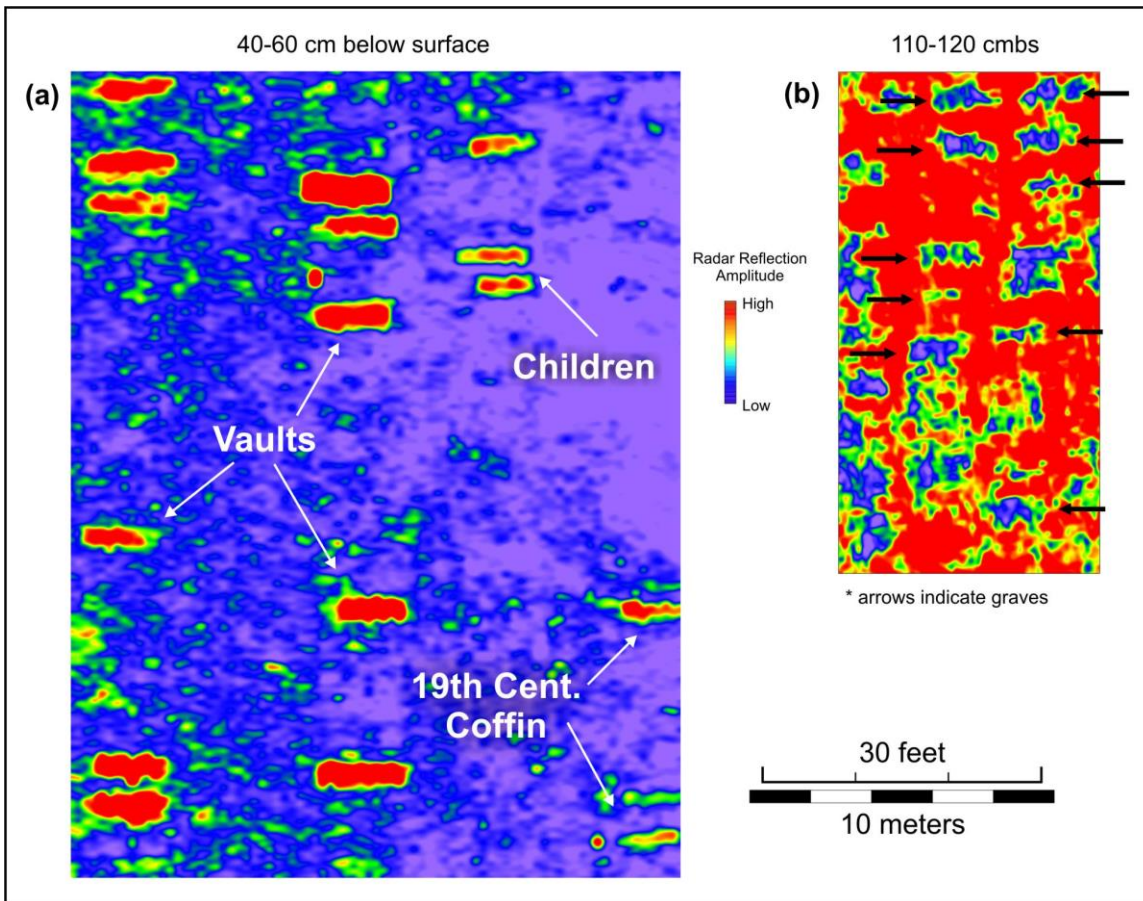 40-60 cm below surface
110-120 cmbs
(a)
(b)
Children
Radar Reflection
Amplitude
High
Low
Vaults
19th Cent.
Coffin
* arrows indicate graves
30 feet
10 meters